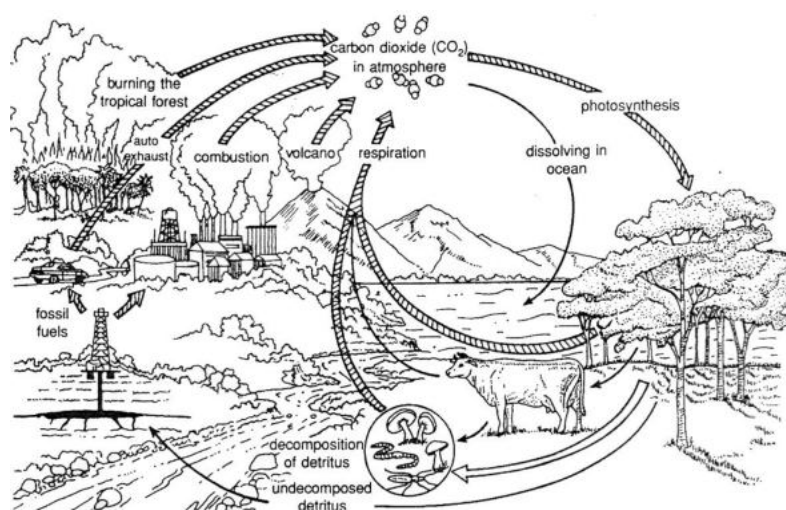 carbon dioxide (CO₂)
in atmosphere
burning the
tropical forest
photosynthesis
auto
exhaust
combustion
volcano
respiration
dissolving in
ocean
fossil
fuels
decomposition
of detritus
undecomposed
detritus